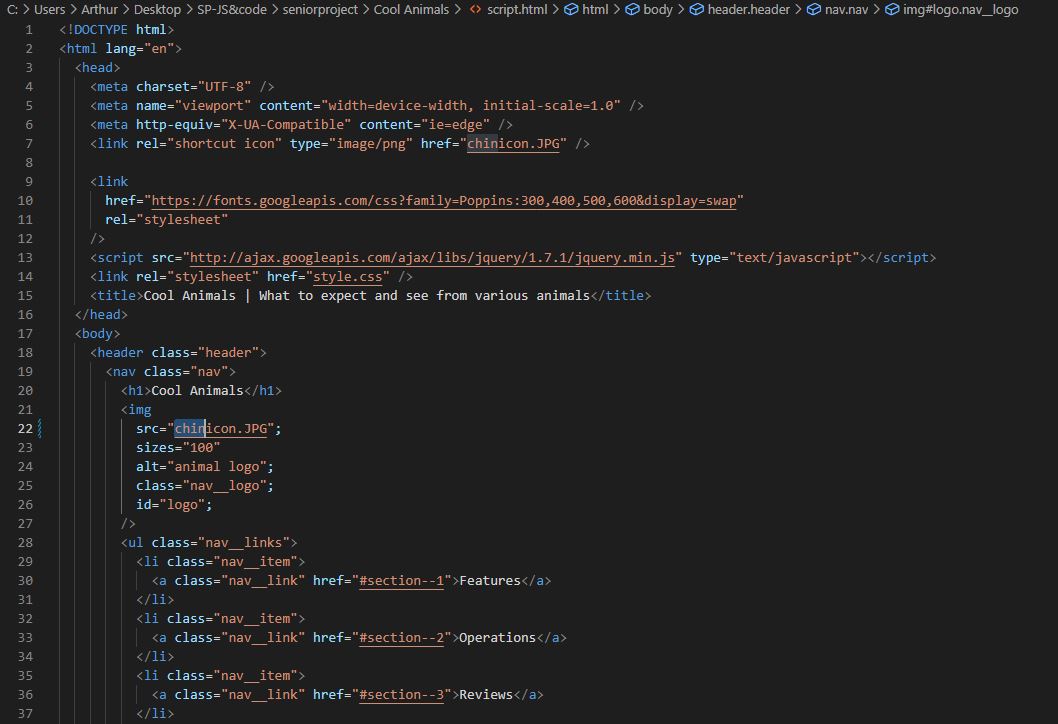 C: > Users > Arthur > Desktop > SP-JS&code > seniorproject > Cool Animals > <> script.html > html > body > header.header > nav.nav > img#logo.nav__logo
1 <!DOCTYPE html>
2 <html lang="en">
3 <head>
4 <meta charset="UTF-8" />
5 <meta name="viewport" content="width=device-width, initial-scale=1.0" />
6 <meta http-equiv="X-UA-Compatible" content="ie=edge" />
7 <link rel="shortcut icon" type="image/png" href="chinicon.JPG" />
8
9 <link
10 href="https://fonts.googleapis.com/css?family=Poppins:300,400,500,600&display=swap"
11 rel="stylesheet"
12 />
13 <script src="http://ajax.googleapis.com/ajax/libs/jquery/1.7.1/jquery.min.js" type="text/javascript"></script>
14 <link rel="stylesheet" href="style.css" />
15 <title>Cool Animals | What to expect and see from various animals</title>
16 </head>
17 <body>
18 <header class="header">
19 <nav class="nav">
20 <h1>Cool Animals</h1>
21 <img
22 src="chinicon.JPG";
23 sizes="100"
24 alt="animal logo";
25 class="nav__logo";
26 id="logo";
27 />
28 <ul class="nav__links">
29 <li class="nav__item">
30 <a class="nav__link" href="#section--1">Features</a>
31 </li>
32 <li class="nav__item">
33 <a class="nav__link" href="#section--2">Operations</a>
34 </li>
35 <li class="nav__item">
36 <a class="nav__link" href="#section--3">Reviews</a>
37 </li>